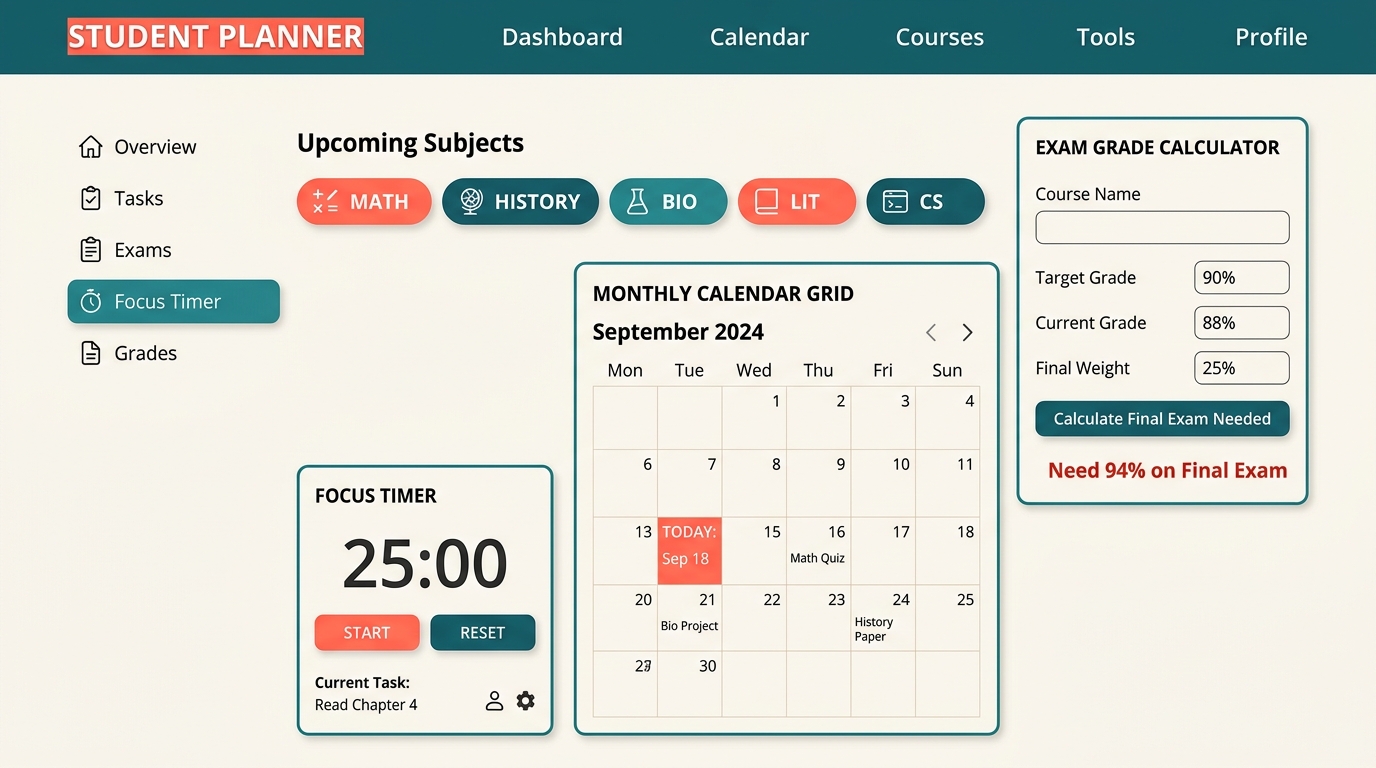 STUDENT PLANNER
Dashboard
Calendar
Courses
Tools
Profile
Overview
Tasks
Exams
Focus Timer
Grades
Upcoming Subjects
MATH
HISTORY
BIO
LIT
CS
FOCUS TIMER
25:00
START
RESET
Current Task:
Read Chapter 4
MONTHLY CALENDAR GRID
September 2024
Mon Tue Wed Thu Fri Sun
1 2 3 4
6 7 8 9 10 11
13 TODAY: 15 16 17 18
Sep 18 Math Quiz
20 21 22 23 24 25
Bio Project History
Paper
30
EXAM GRADE CALCULATOR
Course Name
Target Grade 90%
Current Grade 88%
Final Weight 25%
Calculate Final Exam Needed
Need 94% on Final Exam